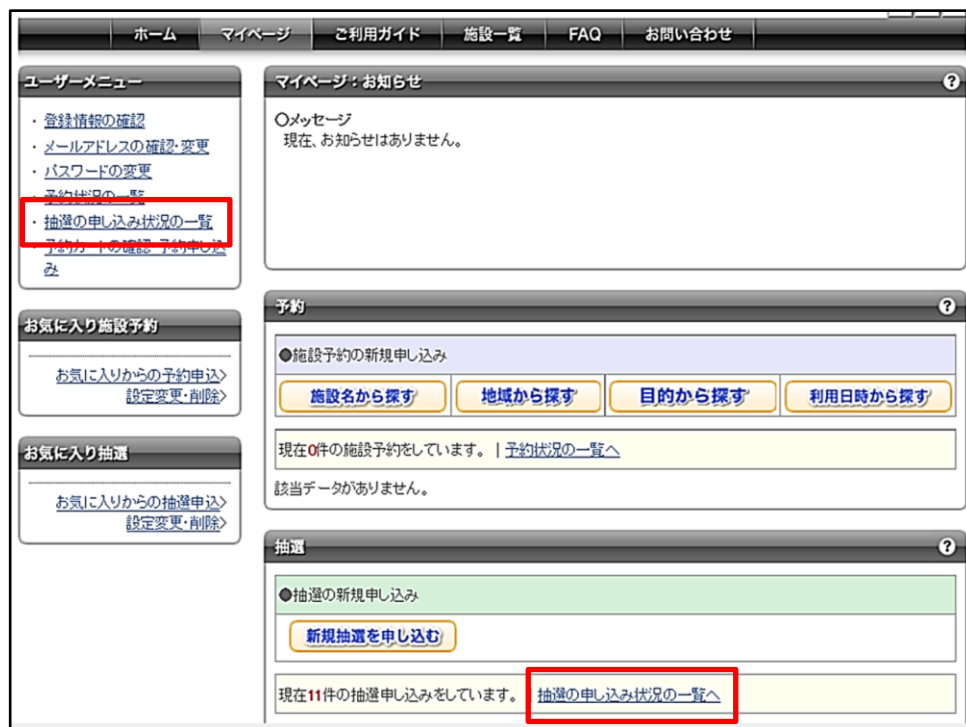 ホーム マイページ ご利用ガイド 施設一覧 FAQ お問い合わせ
ユーザーメニュー
・登録情報の確認
・メールアドレスの確認・変更
・パスワードの変更
・予約状況の一覧
・抽選の申し込み状況の一覧
・予約カートの確認・予約申し込
み
お気に入り施設予約
お気に入りからの予約申込>
設定変更・削除>
お気に入り抽選
お気に入りからの抽選申込>
設定変更・削除>
マイページ：お知らせ ?
○メッセージ
現在、お知らせはありません。
予約 ?
●施設予約の新規申し込み
施設名から探す 地域から探す 目的から探す 利用日時から探す
現在0件の施設予約をしています。 | 予約状況の一覧へ
該当データがありません。
抽選 ?
●抽選の新規申し込み
新規抽選を申し込む
現在11件の抽選申し込みをしています。 抽選の申し込み状況の一覧へ